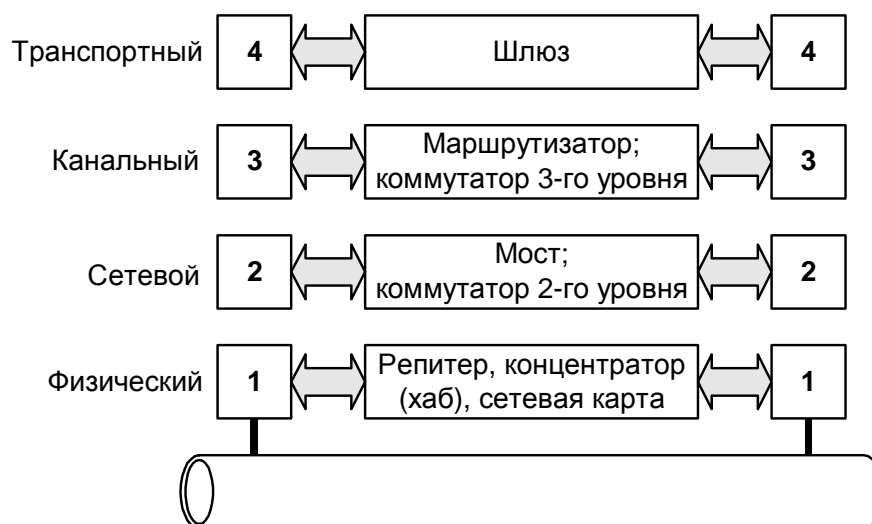 Транспортный 4 Шлюз 4
Канальный 3 Маршрутизатор;
коммутатор 3-го уровня 3
Сетевой 2 Мост;
коммутатор 2-го уровня 2
Физический 1 Репитер, концентратор
(хаб), сетевая карта 1